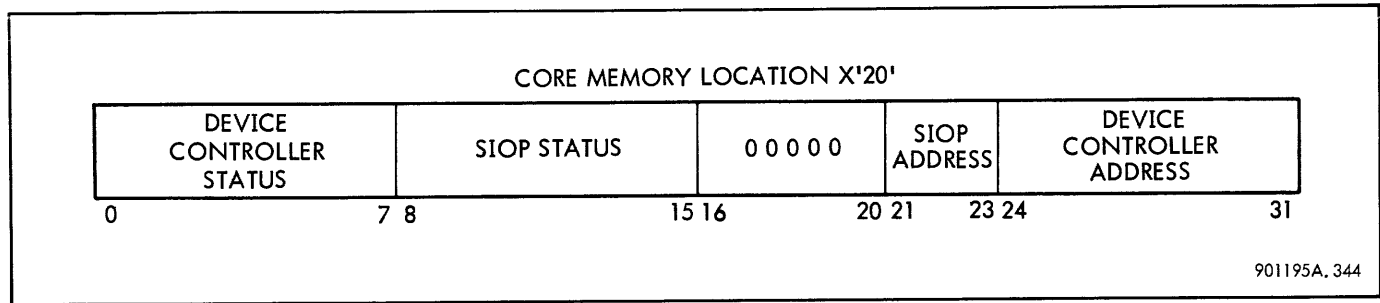 CORE MEMORY LOCATION X'20'
DEVICE
CONTROLLER
STATUS
SIOP STATUS
0 0 0 0 0
SIOP
ADDRESS
DEVICE
CONTROLLER
ADDRESS
0 7 8 15 16 20 21 23 24 31
901195A. 344